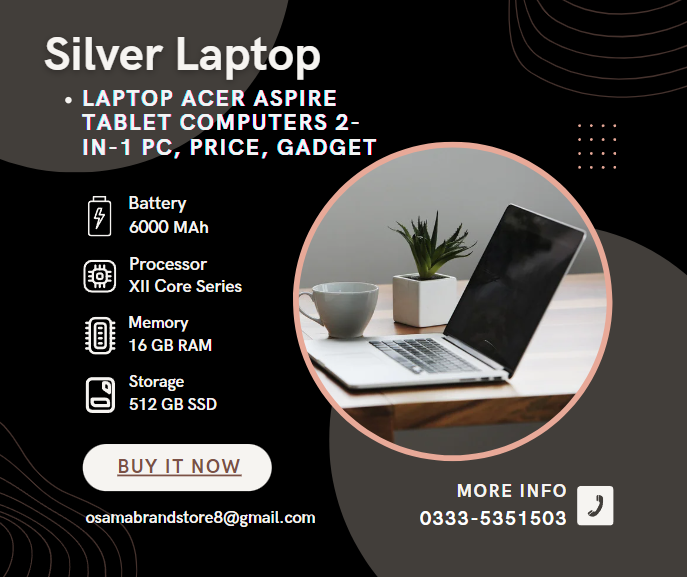 Silver Laptop
• LAPTOP ACER ASPIRE
TABLET COMPUTERS 2-
IN-1 PC, PRICE, GADGET
Battery
6000 MAh
Processor
XII Core Series
Memory
16 GB RAM
Storage
512 GB SSD
BUY IT NOW
osamabrandstore8@gmail.com
MORE INFO
0333-5351503